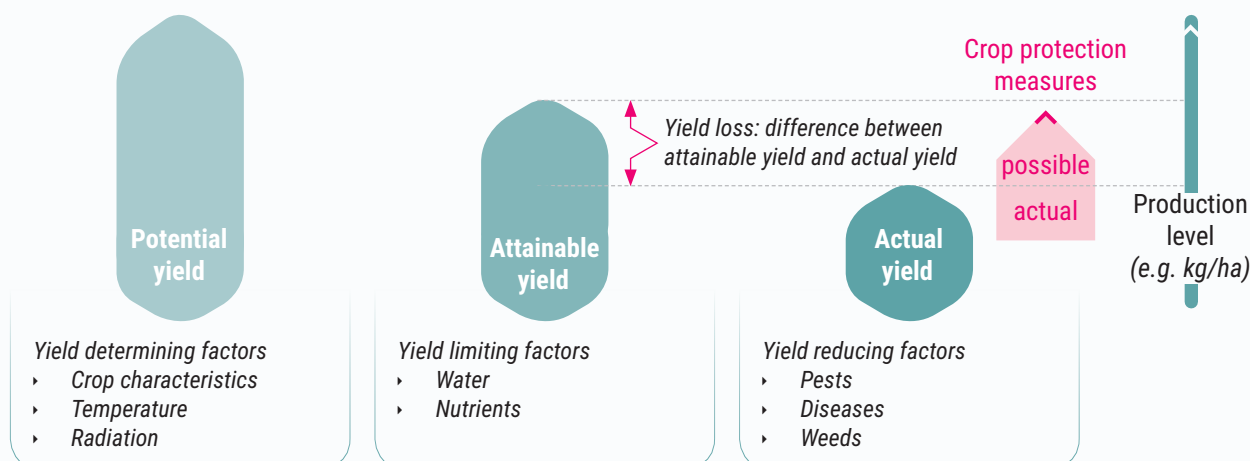 Crop protection
measures
Yield loss: difference between
attainable yield and actual yield
possible
actual
Production
level
(e.g. kg/ha)
Potential
yield
Attainable
yield
Actual
yield
Yield determining factors
‣ Crop characteristics
‣ Temperature
‣ Radiation
Yield limiting factors
‣ Water
‣ Nutrients
Yield reducing factors
‣ Pests
‣ Diseases
‣ Weeds